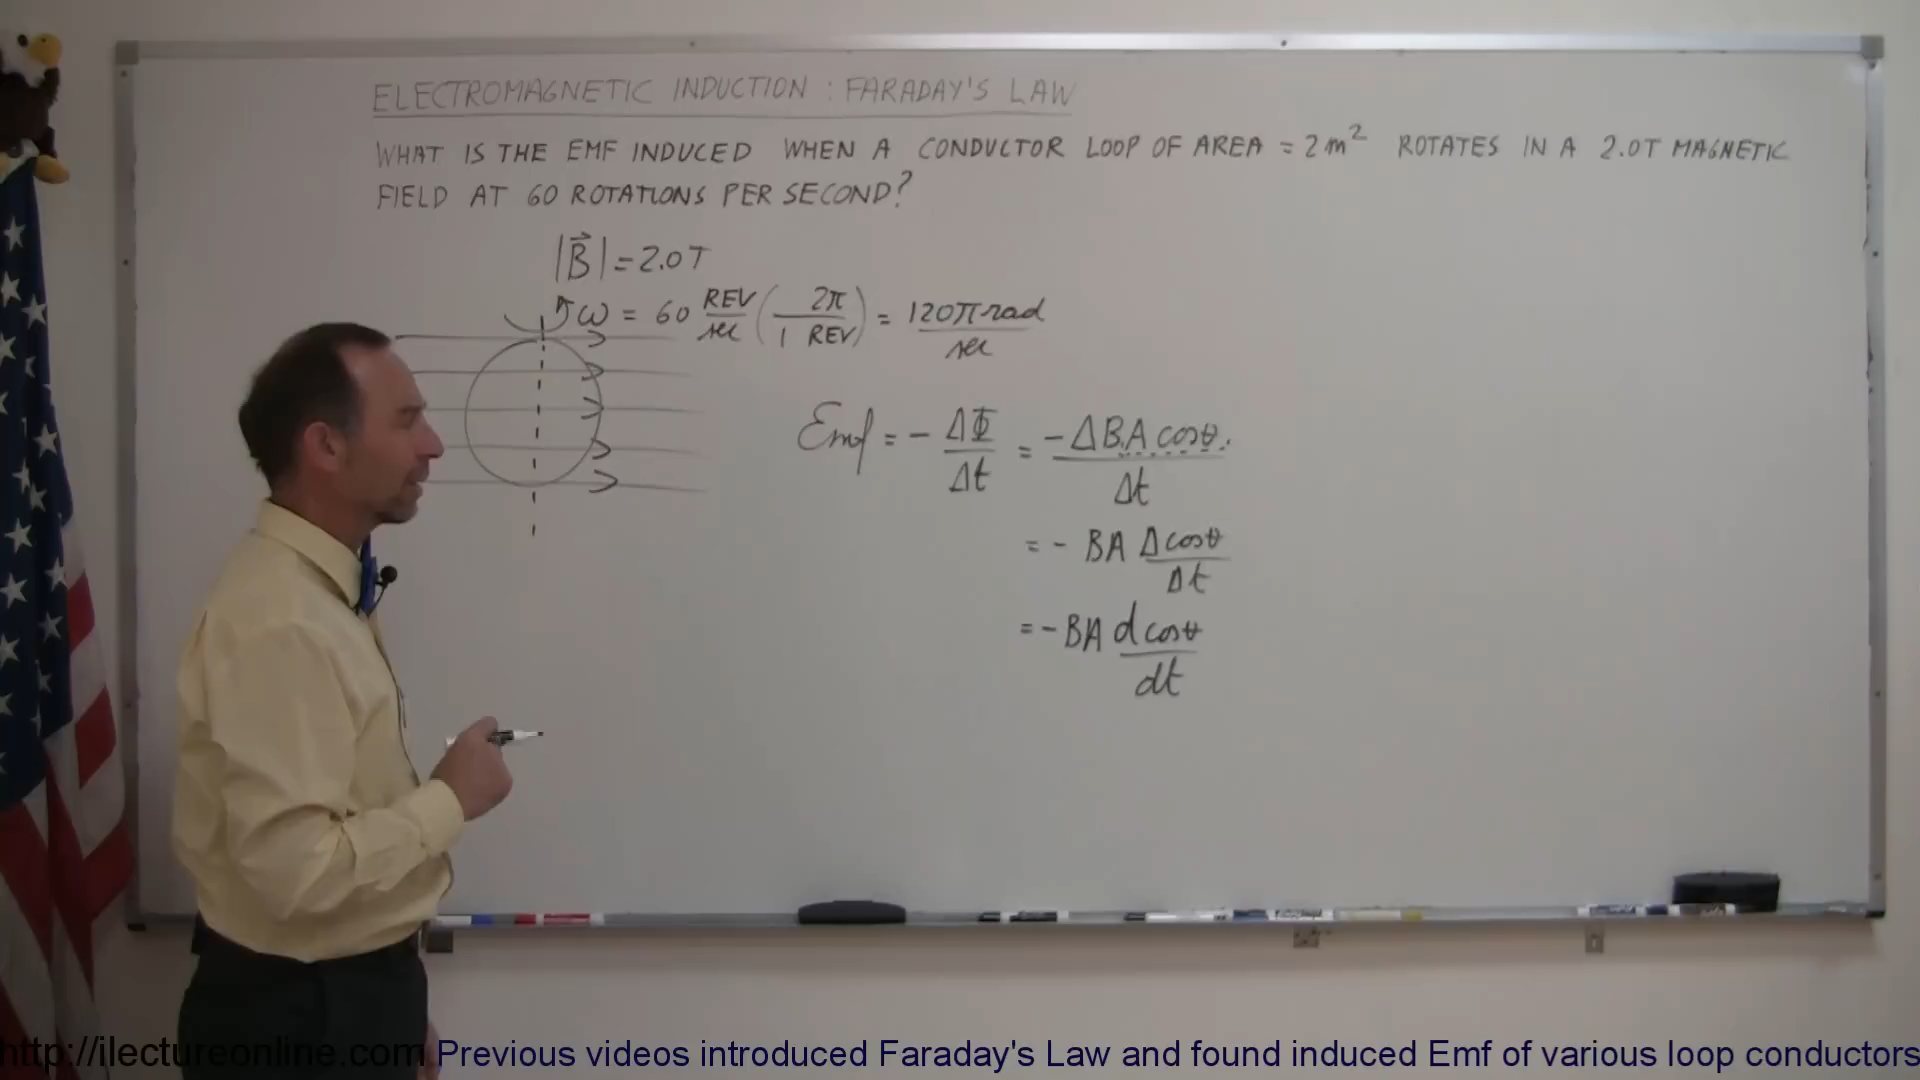 ELECTROMAGNETIC INDUCTION : FARADAY'S LAW
WHAT IS THE EMF INDUCED WHEN A CONDUCTOR LOOP OF AREA = 2 m² ROTATES IN A 2.0T MAGNETIC
FIELD AT 60 ROTATIONS PER SECOND?
|B⃗| = 2.0 T
ω = 60 REV/sec (2π/1 REV) = 120π rad/sec
Emf = - ΔΦ/Δt = -ΔBA cosθ/Δt
= - BA Δcosθ/Δt
= - BA d cosθ/dt
http://ilectureonline.com Previous videos introduced Faraday's Law and found induced Emf of various loop conductors